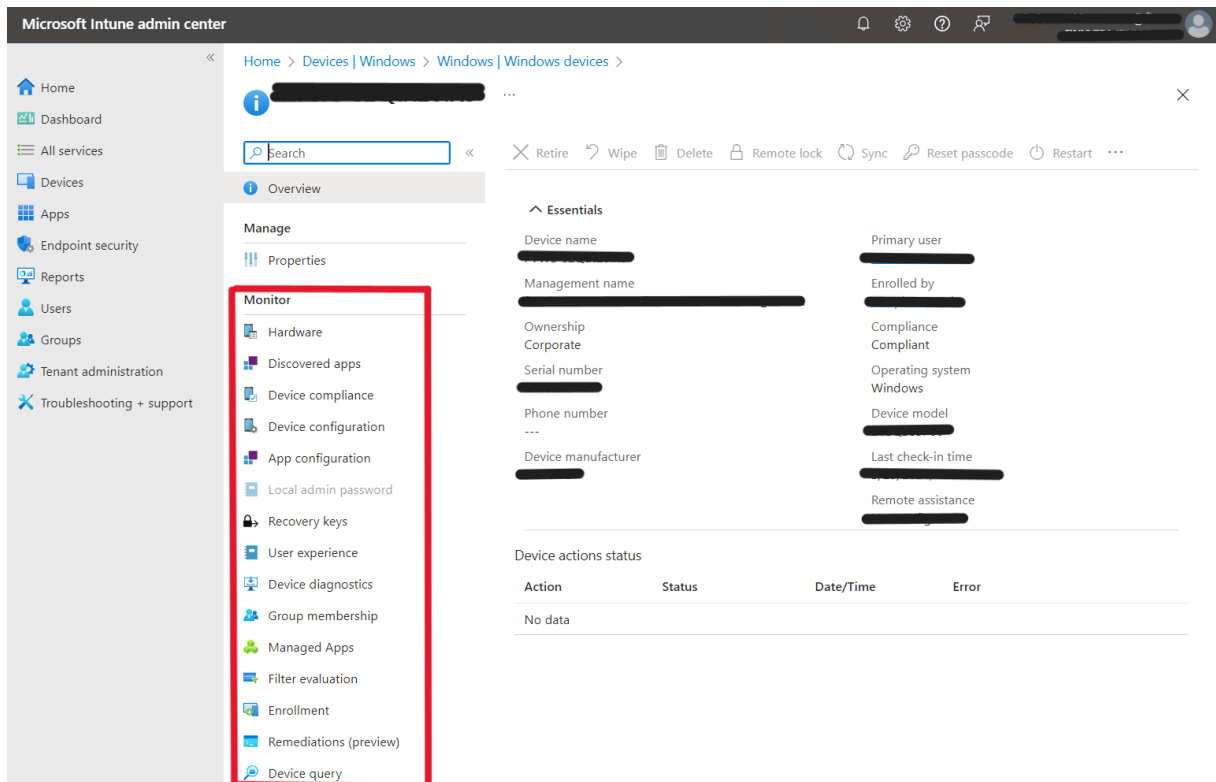 Microsoft Intune admin center
Home > Devices | Windows > Windows | Windows devices >
Home
Dashboard
All services
Devices
Apps
Endpoint security
Reports
Users
Groups
Tenant administration
Troubleshooting + support
Search
Overview
Manage
Properties
Monitor
Hardware
Discovered apps
Device compliance
Device configuration
App configuration
Local admin password
Recovery keys
User experience
Device diagnostics
Group membership
Managed Apps
Filter evaluation
Enrollment
Remediations (preview)
Device query
Retire Wipe Delete Remote lock Sync Reset passcode Restart ...
Essentials
Device name
Management name
Ownership
Corporate
Serial number
Phone number
---
Device manufacturer
Primary user
Enrolled by
Compliance
Compliant
Operating system
Windows
Device model
Last check-in time
Remote assistance
Device actions status
Action Status Date/Time Error
No data